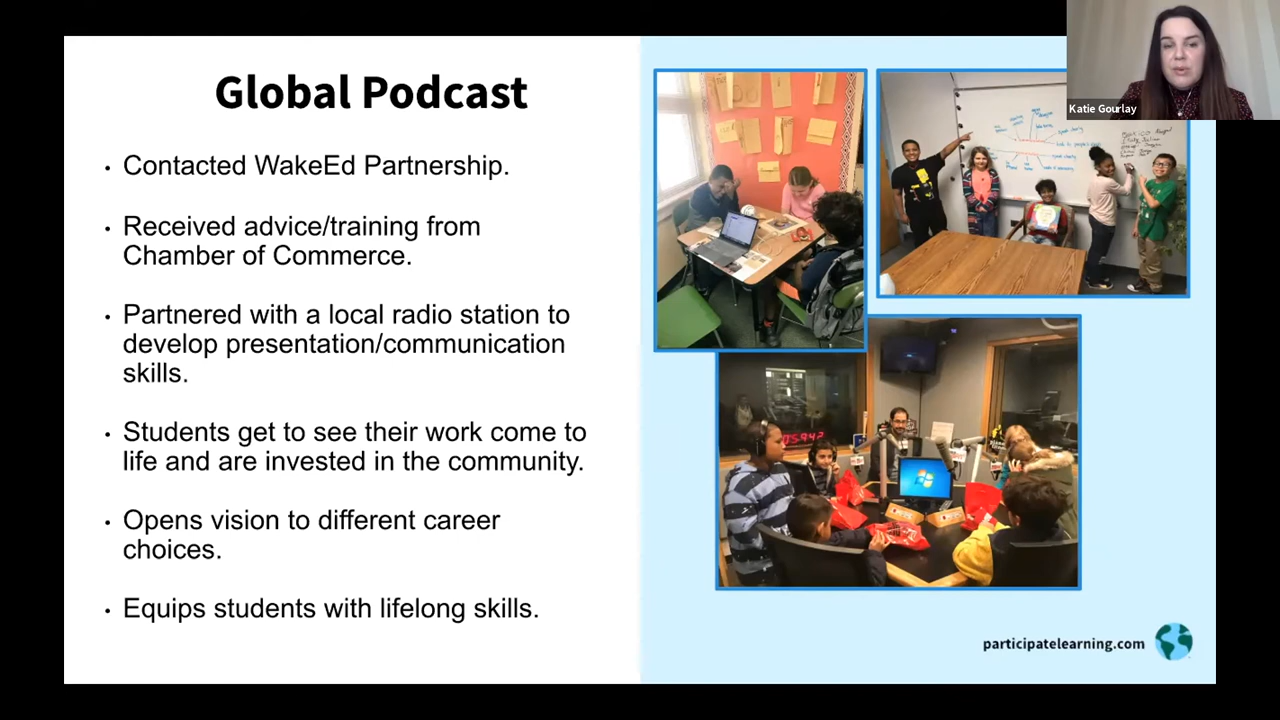 Global Podcast
• Contacted WakeEd Partnership.
• Received advice/training from
Chamber of Commerce.
• Partnered with a local radio station to
develop presentation/communication
skills.
• Students get to see their work come to
life and are invested in the community.
• Opens vision to different career
choices.
• Equips students with lifelong skills.
Katie Gourlay
participatelearning.com